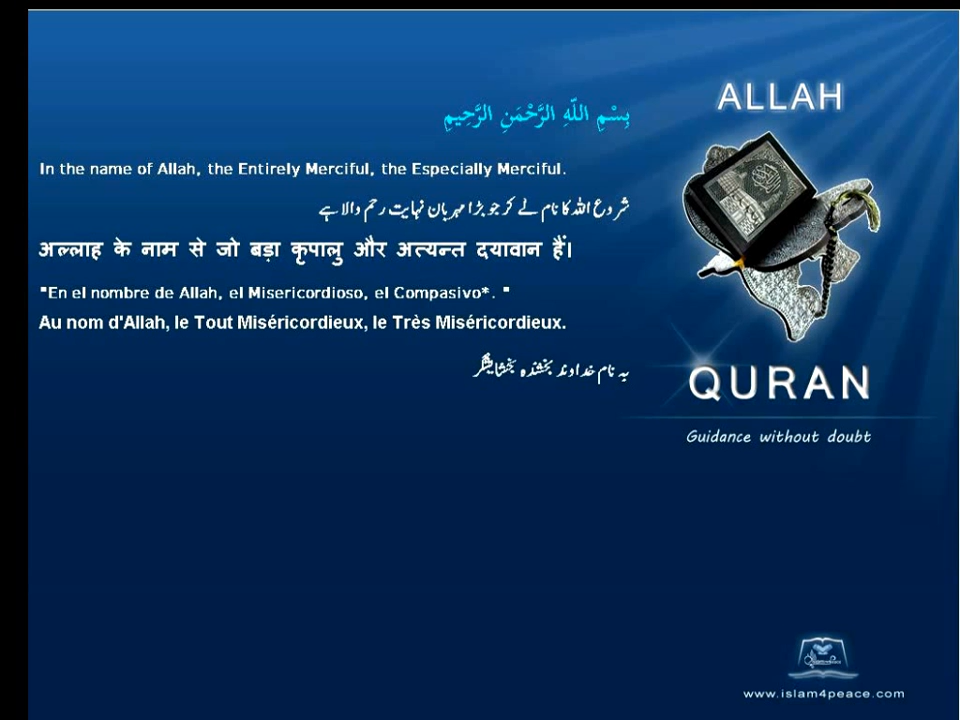 بِسْمِ اللّهِ الرَّحْمَنِ الرَّحِيمِ
In the name of Allah, the Entirely Merciful, the Especially Merciful.
شروع الله کا نام لے کر جو بڑا مہربان نہایت رحم والا ہے
अल्लाह के नाम से जो बड़ा कृपालु और अत्यन्त दयावान हैं।
"En el nombre de Allah, el Misericordioso, el Compasivo*. "
Au nom d'Allah, le Tout Miséricordieux, le Très Miséricordieux.
به نام خداوند بخشنده بخشایشگر
ALLAH
QURAN
Guidance without doubt
www.islam4peace.com